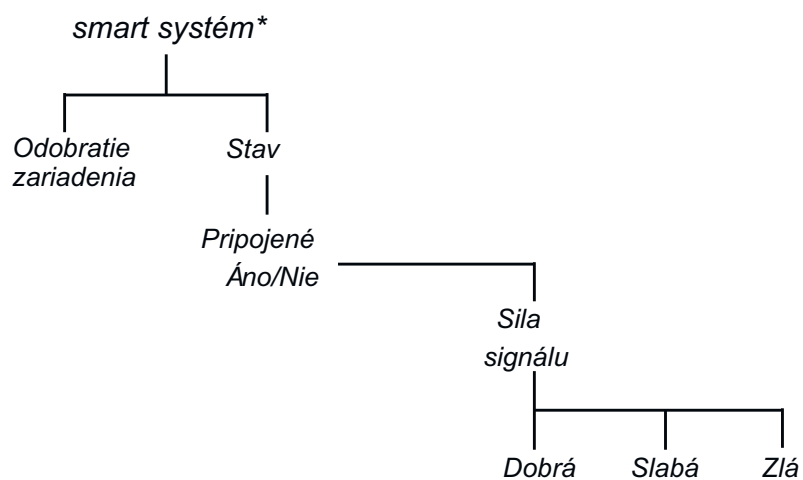 smart systém*
Odobratie
zariadenia
Stav
Pripojené
Áno/Nie
Sila
signálu
Dobrá
Slabá
Zlá